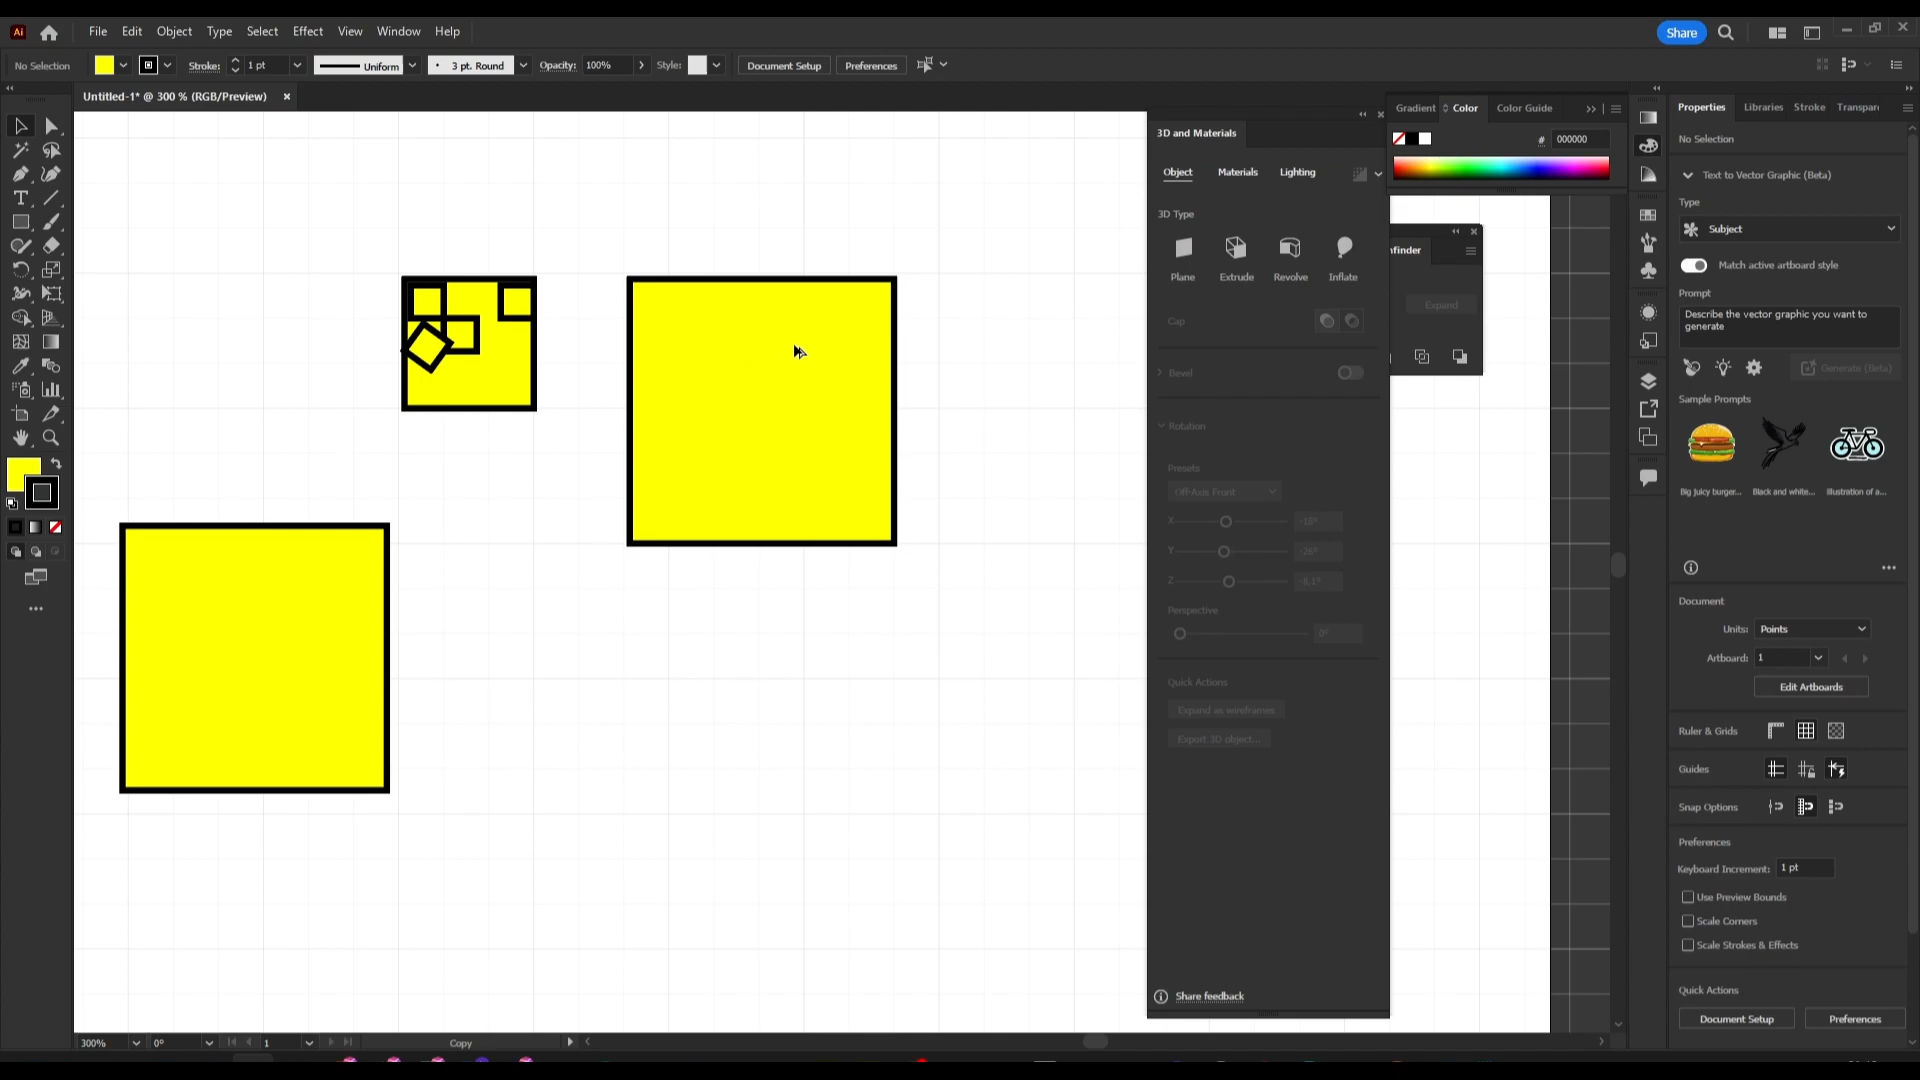 Ai File Edit Object Type Select Effect View Window Help Share
No Selection Stroke: 1 pt Uniform 3 pt. Round Opacity: 100% Style: Document Setup Preferences
Untitled-1* @ 300 % (RGB/Preview)
3D and Materials
Object Materials Lighting
3D Type
Plane Extrude Revolve Inflate
Cap
Bevel
Rotation
Presets
Off-Axis Front
X -18°
Y -26°
Z -8.1°
Perspective
0°
Quick Actions
Expand as wireframes
Export 3D object...
Share feedback
Gradient Color Color Guide
# 000000
nfinder
Expand
Properties Libraries Stroke Transpar
No Selection
Text to Vector Graphic (Beta)
Type
Subject
Match active artboard style
Prompt
Describe the vector graphic you want to
generate
Generate (Beta)
Sample Prompts
Big juicy burger... Black and white... Illustration of a...
Document
Units: Points
Artboard: 1
Edit Artboards
Ruler & Grids
Guides
Snap Options
Preferences
Keyboard Increment: 1 pt
Use Preview Bounds
Scale Corners
Scale Strokes & Effects
Quick Actions
Document Setup Preferences
300% 0° 1 Copy